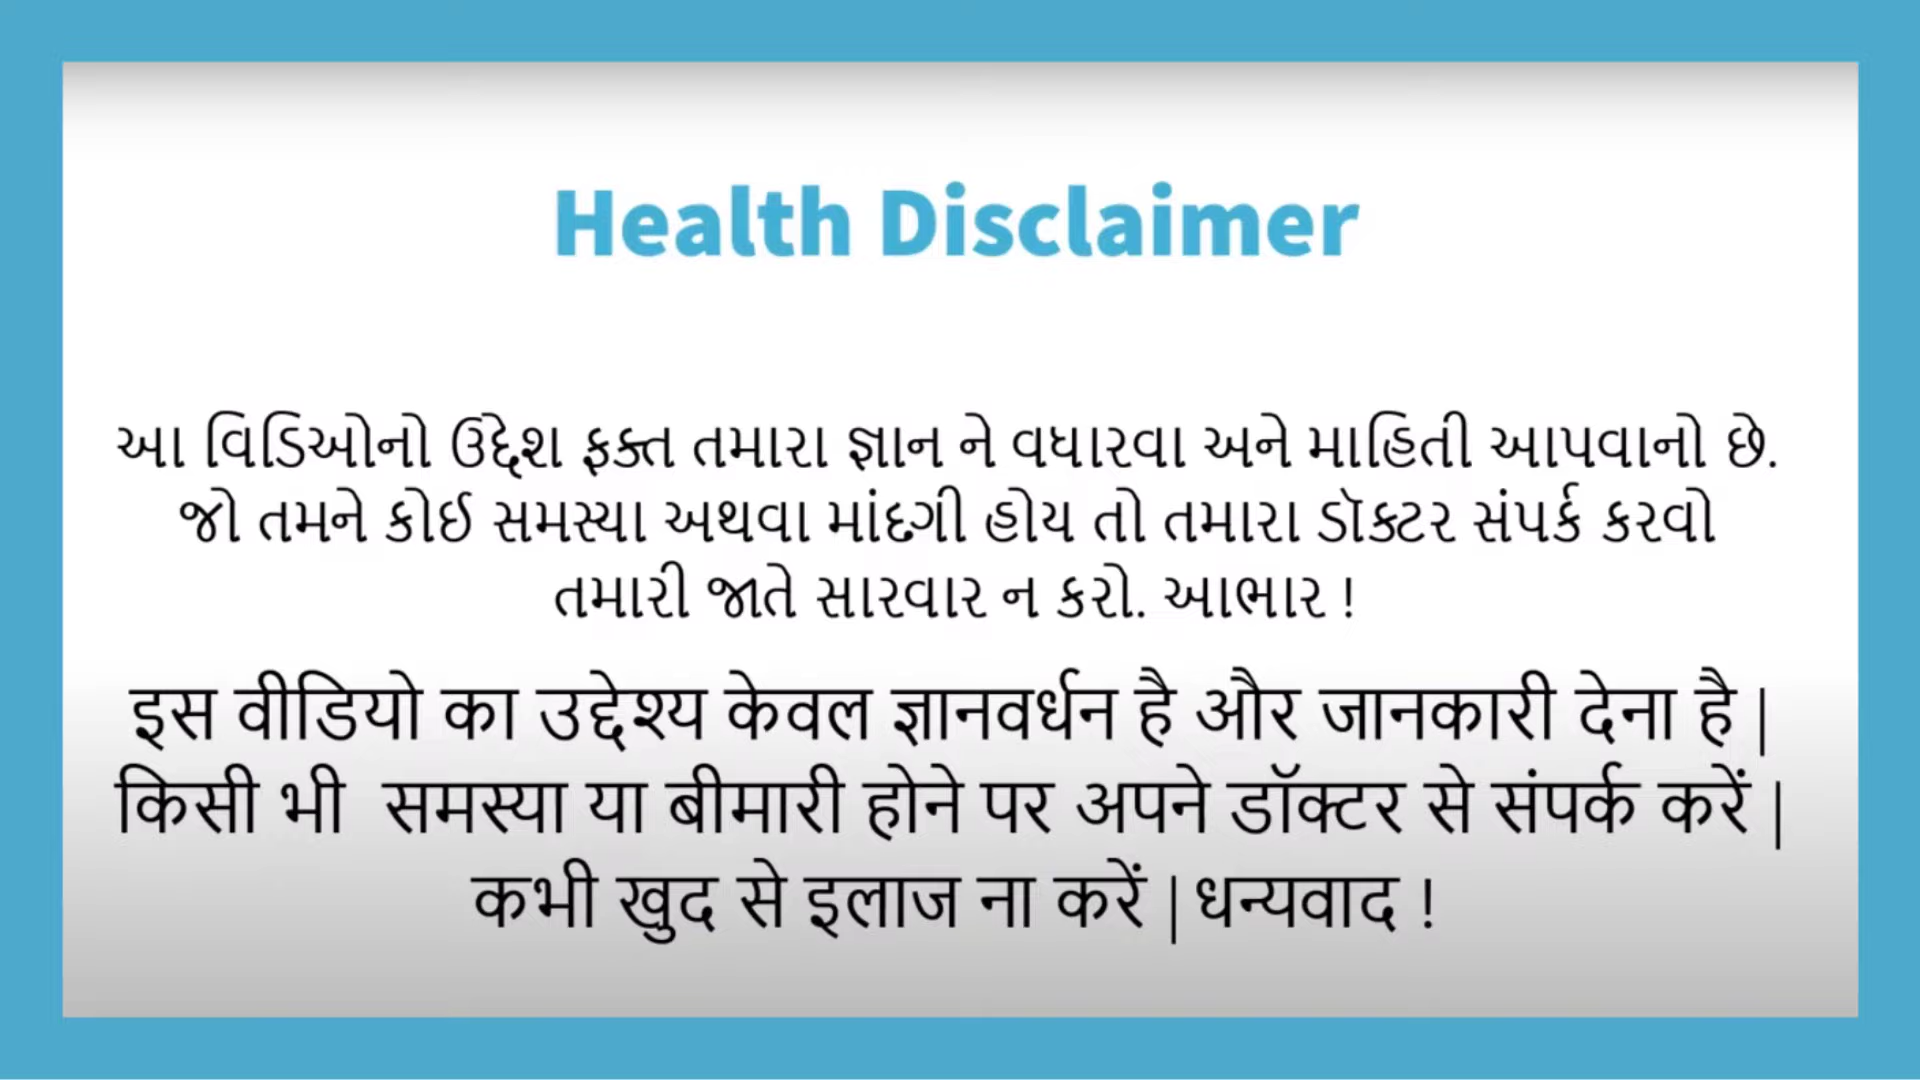 Health Disclaimer
આ વિડિઓનો ઉદ્દેશ ફક્ત તમારા જ્ઞાન ને વધારવા અને માહિતી આપવાનો છે.
જો તમને કોઈ સમસ્યા અથવા માંદગી હોય તો તમારા ડૉક્ટર સંપર્ક કરવો
તમારી જાતે સારવાર ન કરો. આભાર !
इस वीडियो का उद्देश्य केवल ज्ञानवर्धन है और जानकारी देना है |
किसी भी  समस्या या बीमारी होने पर अपने डॉक्टर से संपर्क करें |
कभी खुद से इलाज ना करें | धन्यवाद !